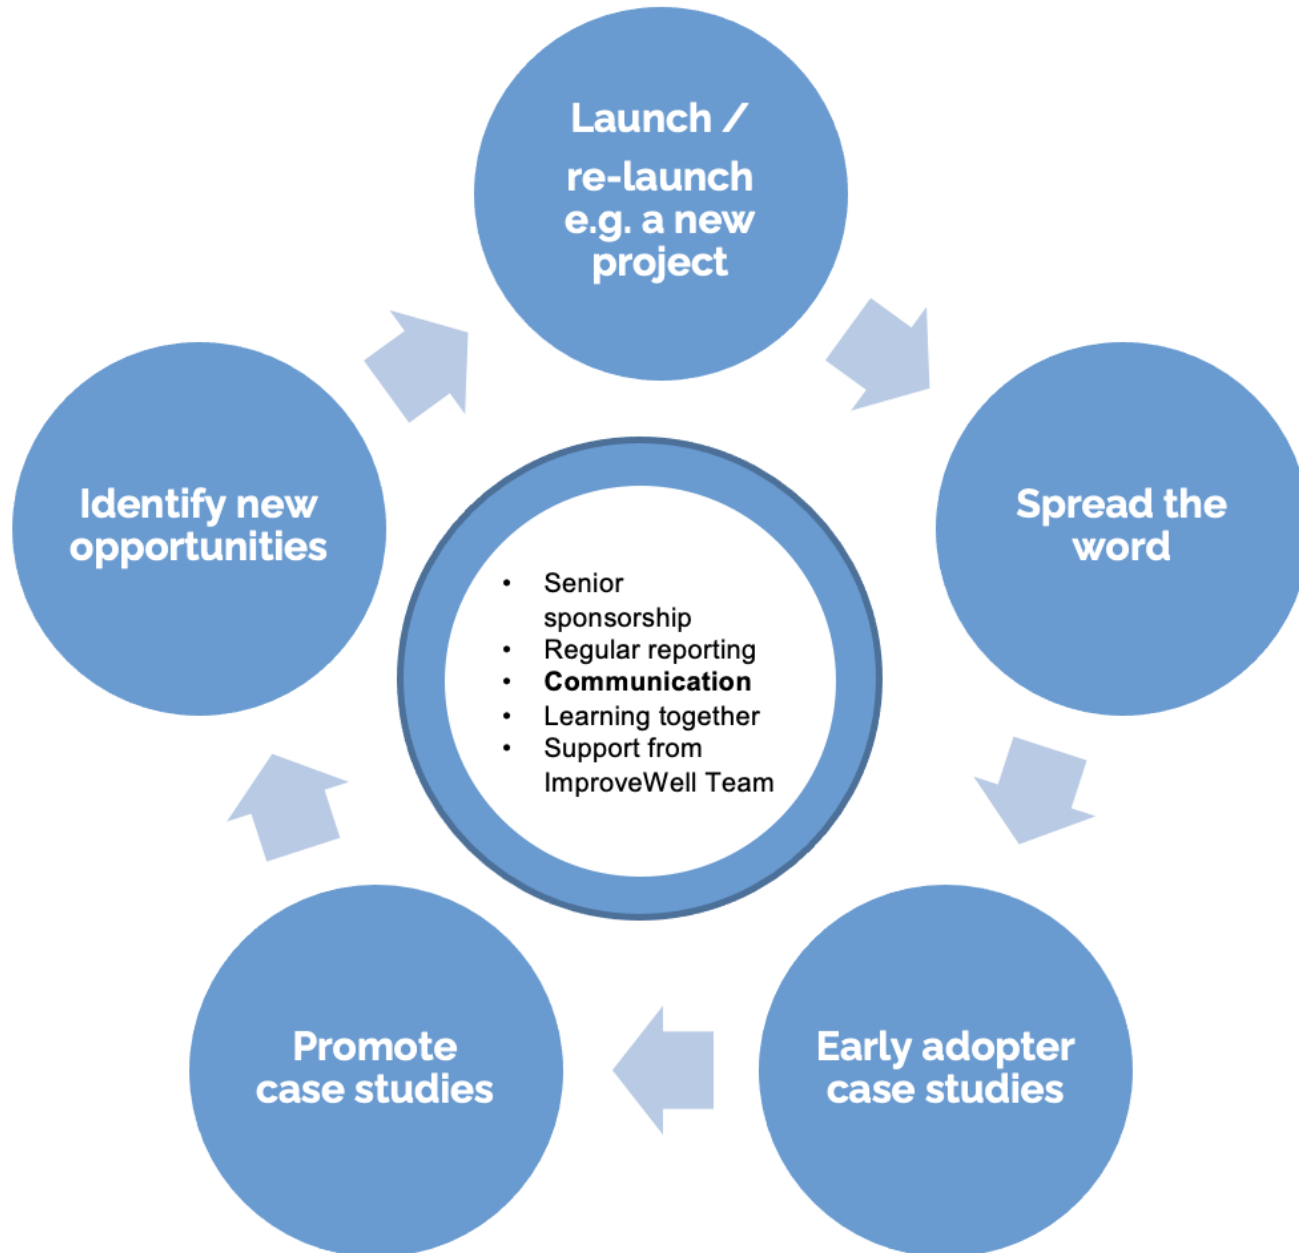 Launch /
re-launch
e.g. a new
project
Spread the
word
Early adopter
case studies
Promote
case studies
Identify new
opportunities
• Senior
sponsorship
• Regular reporting
• Communication
• Learning together
• Support from
ImproveWell Team